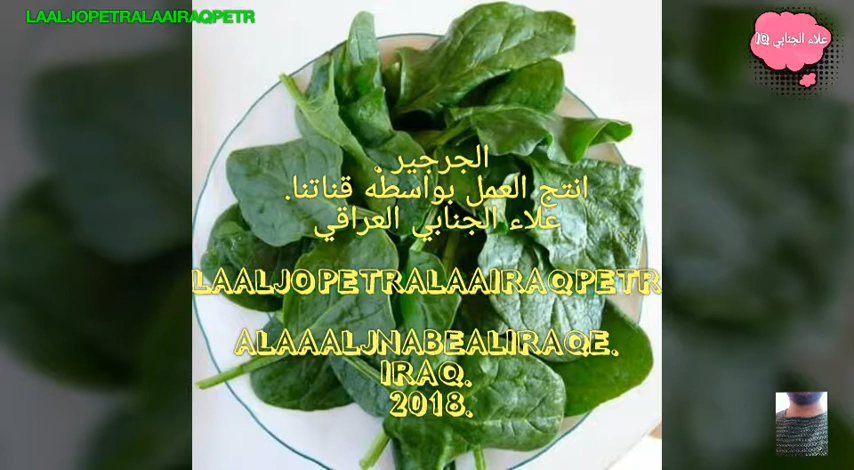 LAALJOPETRALAAIRAQPETR
علاء الجنابي IQ
الجرجير
انتج العمل بواسطه قناتنا.
علاء الجنابي العراقي
LAALJOPETRALAAIRAQPETR
ALAAALJNABEALIRAQE.
IRAQ.
2018.